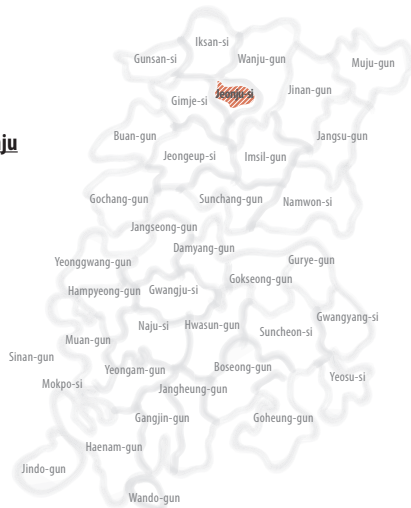 Iksan-si
Gunsan-si
Wanju-gun
Muju-gun
Jeonju-si
Jinan-gun
Gimje-si
ju
Buan-gun
Jangsu-gun
Jeongeup-si
Imsil-gun
Gochang-gun
Sunchang-gun
Namwon-si
Jangseong-gun
Damyang-gun
Yeonggwang-gun
Gurye-gun
Gokseong-gun
Hampyeong-gun
Gwangju-si
Gwangyang-si
Naju-si
Hwasun-gun
Suncheon-si
Muan-gun
Sinan-gun
Yeongam-gun
Boseong-gun
Yeosu-si
Mokpo-si
Jangheung-gun
Gangjin-gun
Goheung-gun
Haenam-gun
Jindo-gun
Wando-gun